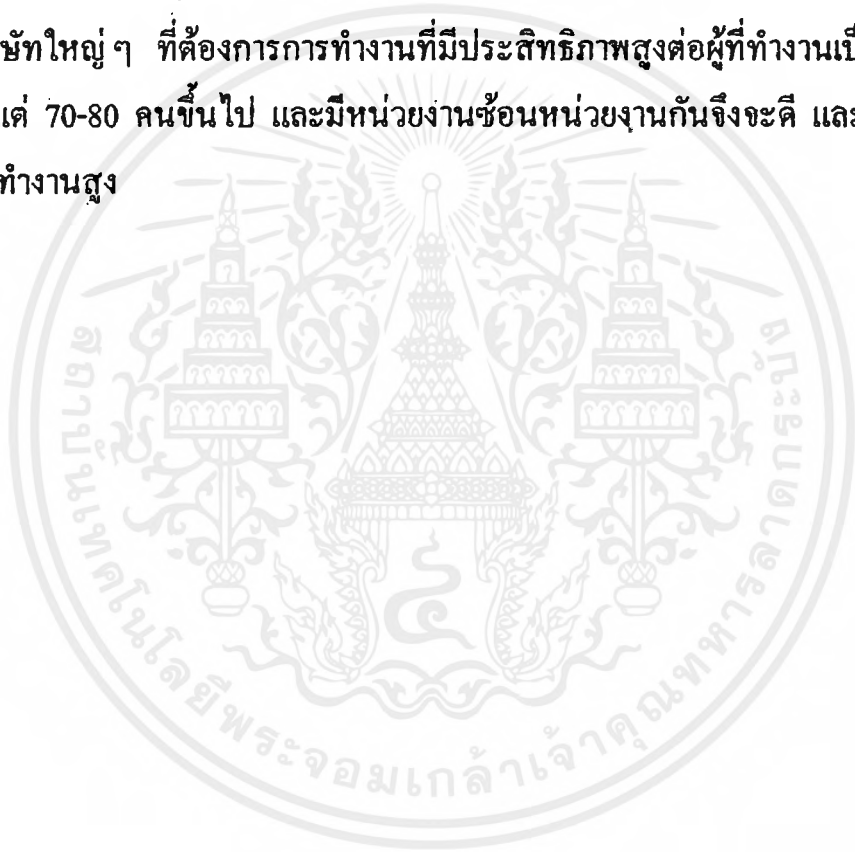 ษัทใหญ่ ๆ ที่ต้องการการทำงานที่มีประสิทธิภาพสูงต่อผู้ที่ทำงานเป็
แต่ 70-80 คนขึ้นไป และมีหน่วยงานซ้อนหน่วยงานกันจึงจะดี และ
ทำงานสูง
สถาบันเทคโนโลยีพระจอมเกล้าเจ้าคุณทหารลาดกระบัง